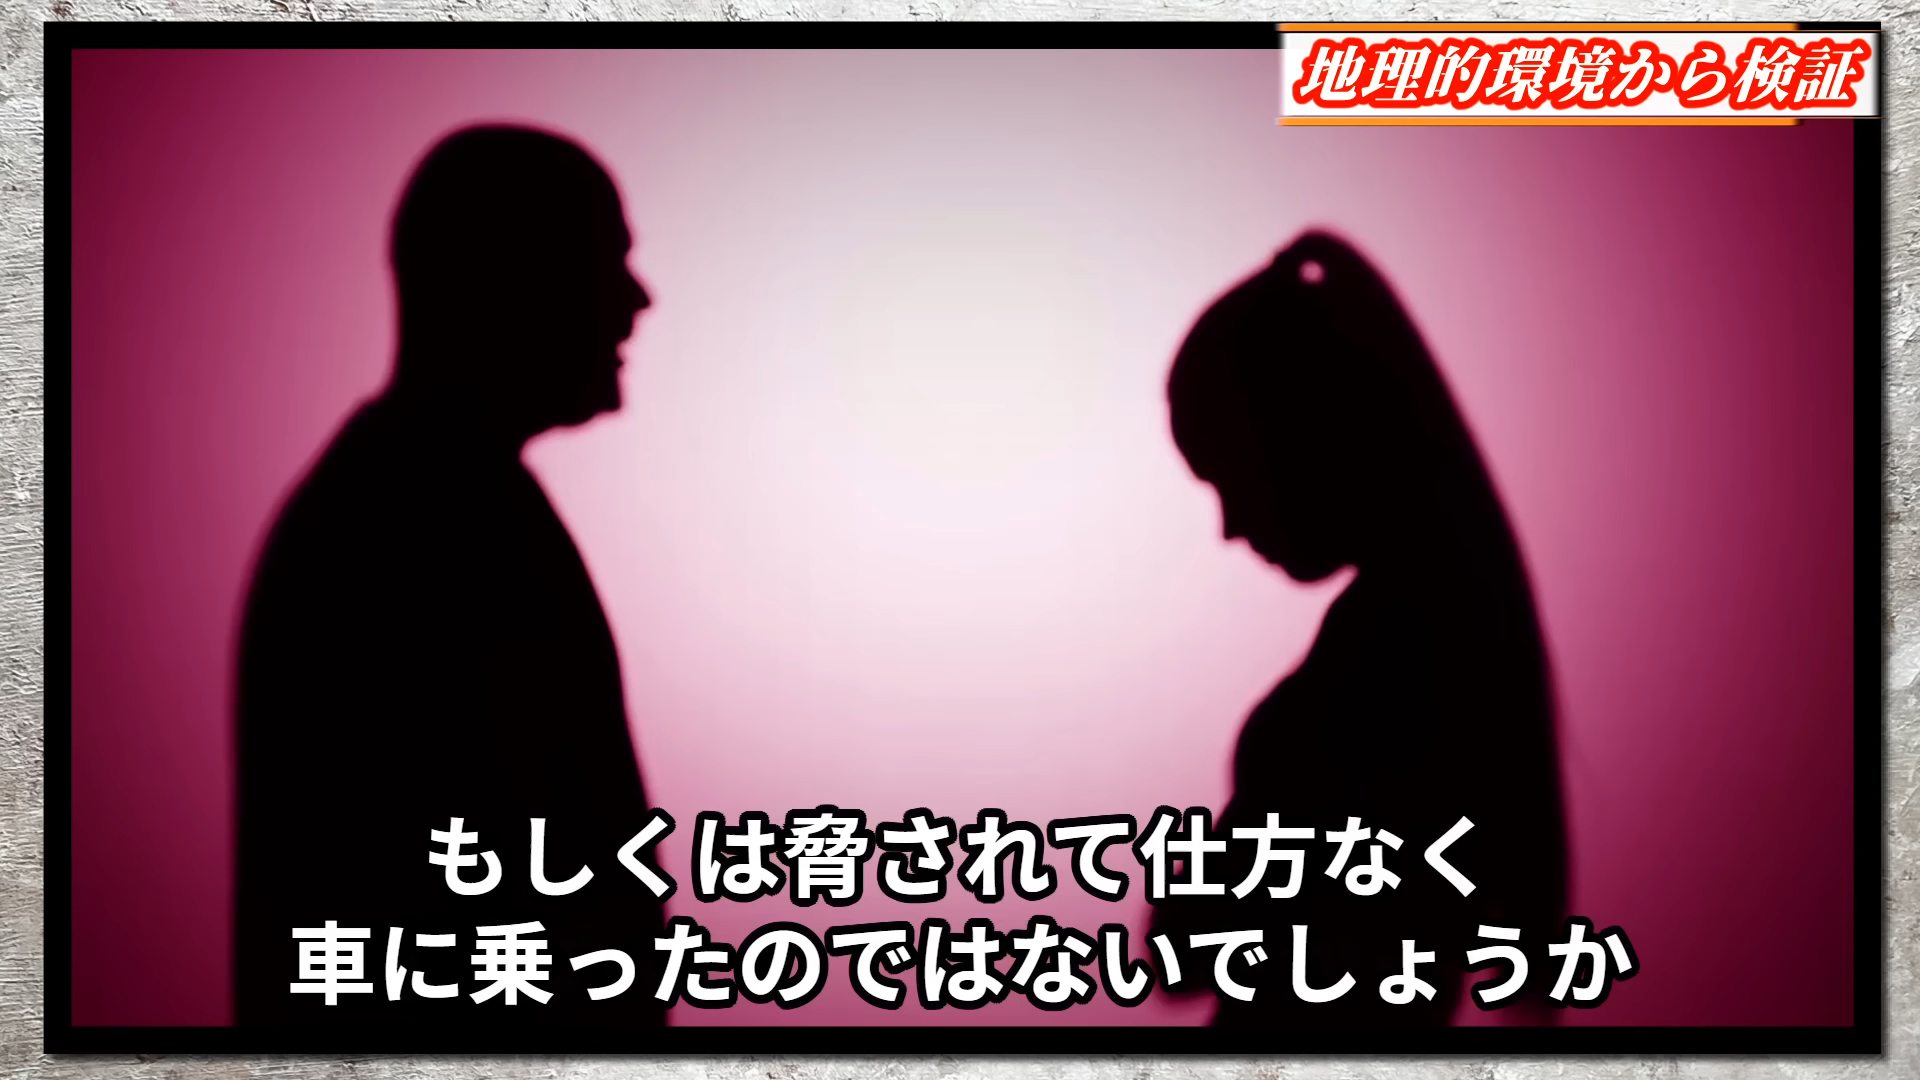 地理的環境から検証
もしくは脅されて仕方なく
車に乗ったのではないでしょうか